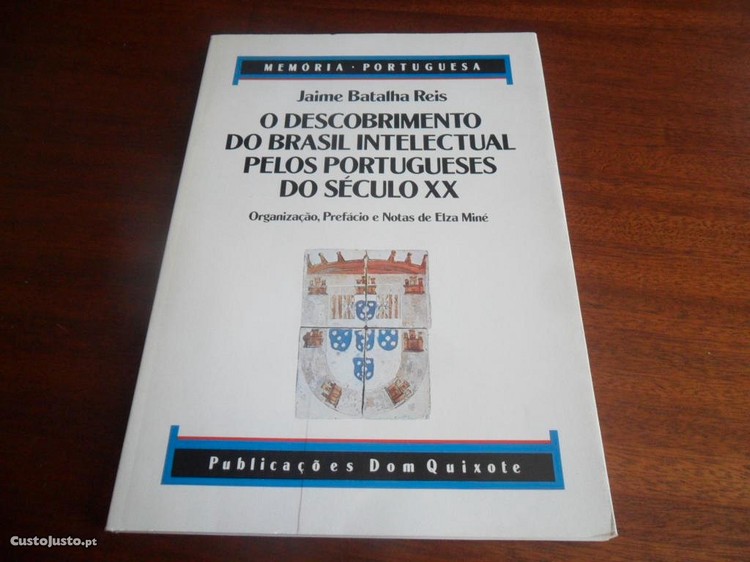 MEMÓRIA · PORTUGUESA
Jaime Batalha Reis
O DESCOBRIMENTO
DO BRASIL INTELECTUAL
PELOS PORTUGUESES
DO SÉCULO XX
Organização, Prefácio e Notas de Elza Miné
Publicações Dom Quixote
CustoJusto.pt